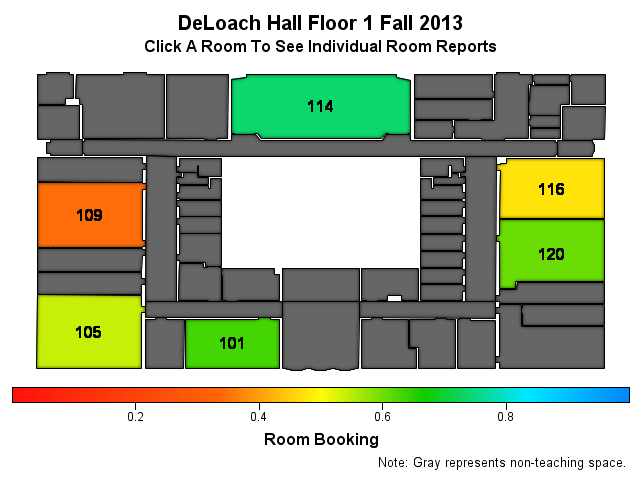 DeLoach Hall Floor 1 Fall 2013
Click A Room To See Individual Room Reports
114
109
116
120
105
101
0.2 0.4 0.6 0.8
Room Booking
Note: Gray represents non-teaching space.